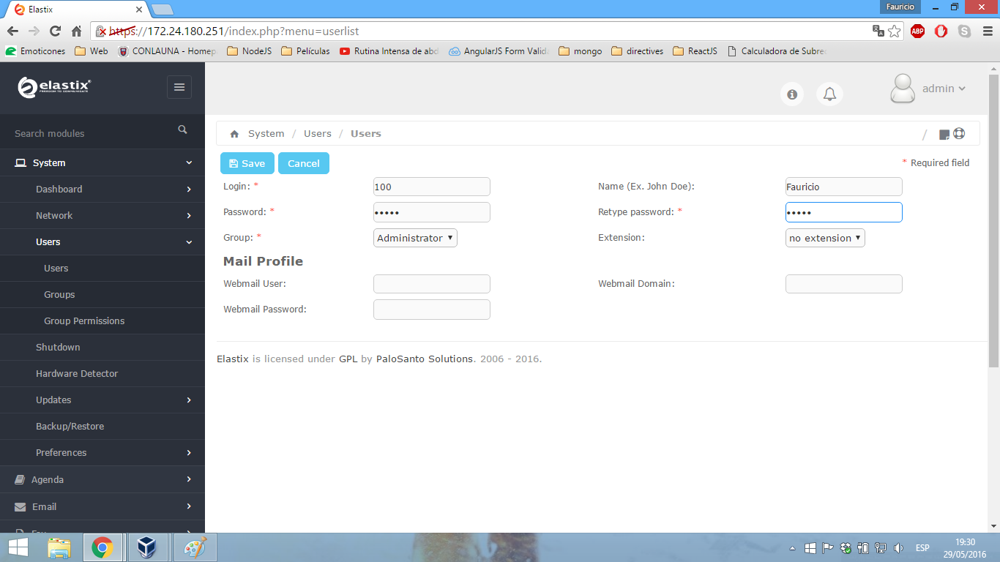 Elastix
Fauricio
https://172.24.180.251/index.php?menu=userlist
ABP
Emoticones
Web
CONLAUNA - Homep
NodeJS
Películas
Rutina Intensa de abd
AngularJS Form Valid
mongo
directives
ReactJS
Calculadora de Subre
elastix
FREEDOM TO COMMUNICATE
admin
Search modules
System / Users / Users
/
System
Save
Cancel
* Required field
Dashboard
Login: *
100
Name (Ex. John Doe):
Fauricio
Network
Password: *
•••••
Retype password: *
•••••
Users
Group: *
Administrator
Extension:
no extension
Users
Mail Profile
Groups
Webmail User:
Webmail Domain:
Group Permissions
Webmail Password:
Shutdown
Elastix is licensed under GPL by PaloSanto Solutions. 2006 - 2016.
Hardware Detector
Updates
Backup/Restore
Preferences
Agenda
Email
Fax
ESP
19:30
29/05/2016